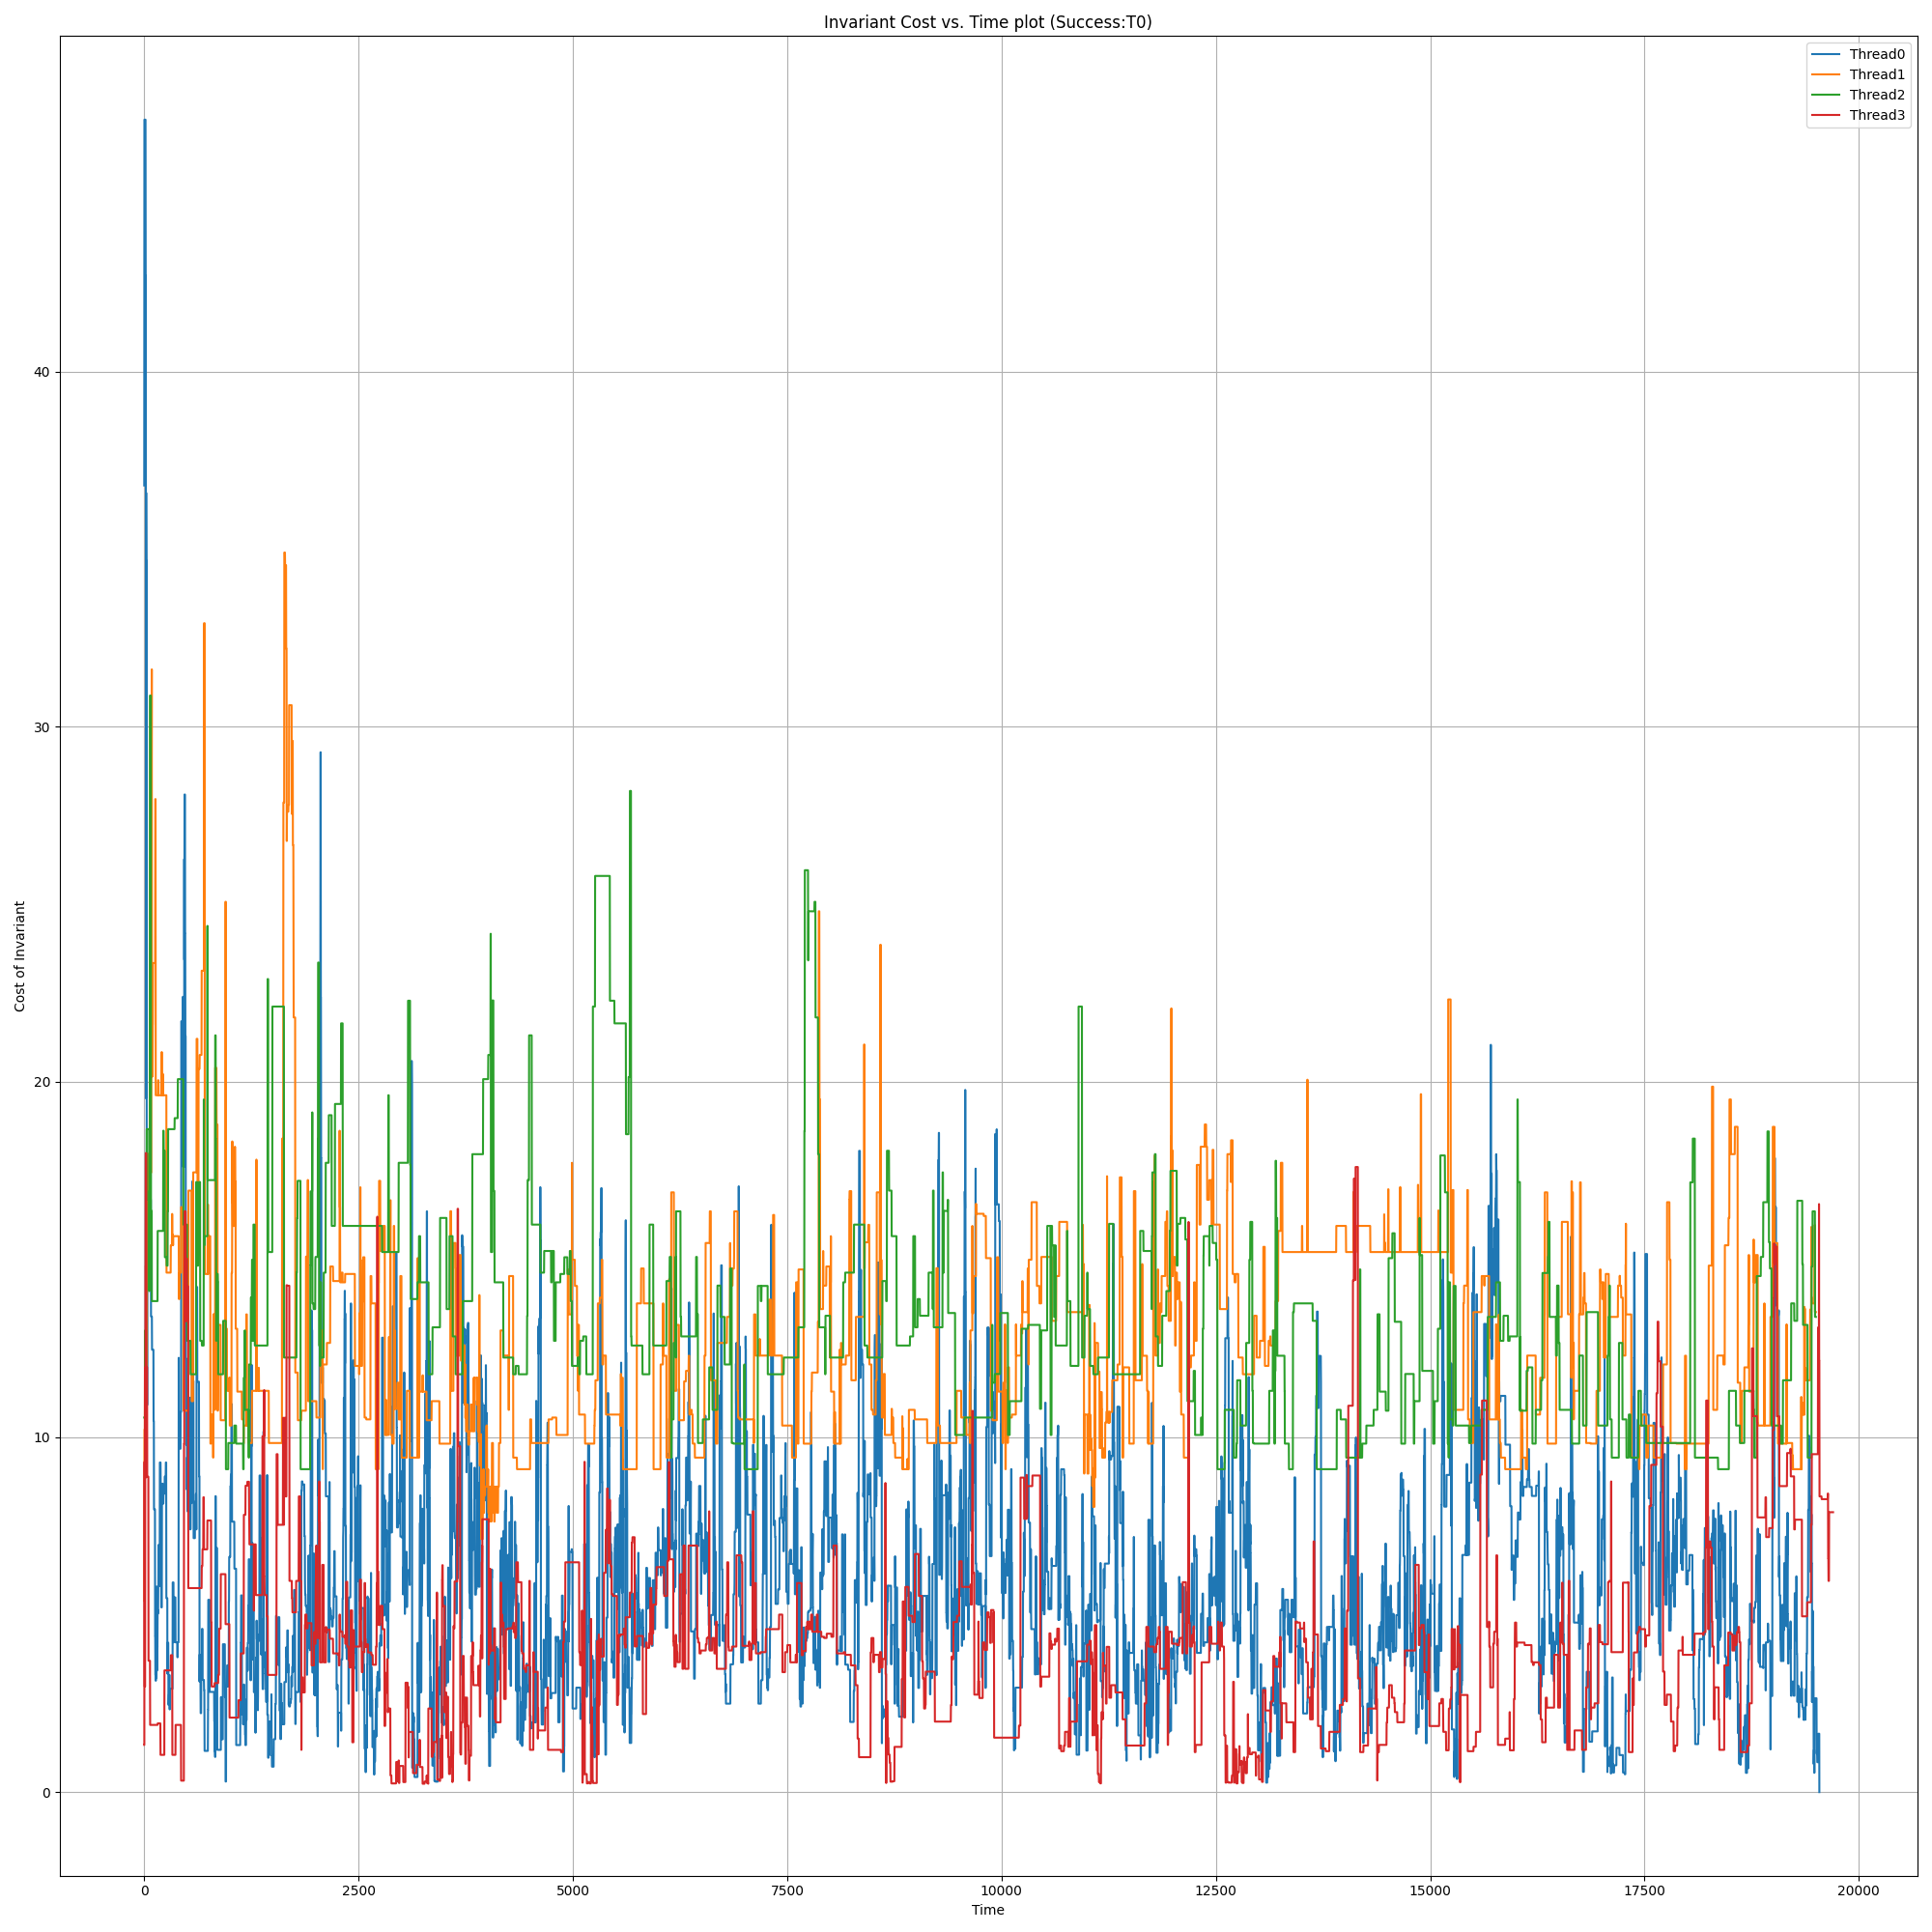 Invariant Cost vs. Time plot (Success:T0)
Thread0
Thread1
Thread2
Thread3
Cost of Invariant
40
30
20
10
0
0 2500 5000 7500 10000 12500 15000 17500 20000
Time